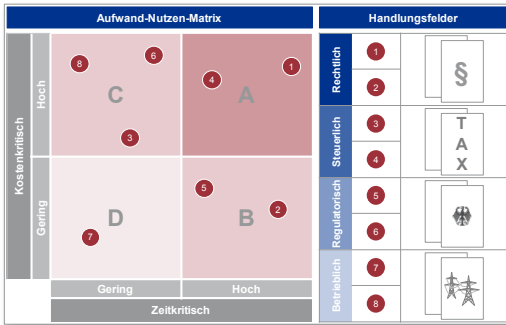 Aufwand-Nutzen-Matrix
Kostenkritisch
Hoch
Gering
8
6
1
4
C
A
3
5
2
D
B
7
Gering
Hoch
Zeitkritisch
Handlungsfelder
Rechtlich
1
2
§
Steuerlich
3
4
T
A
X
Regulatorisch
5
6
Betrieblich
7
8